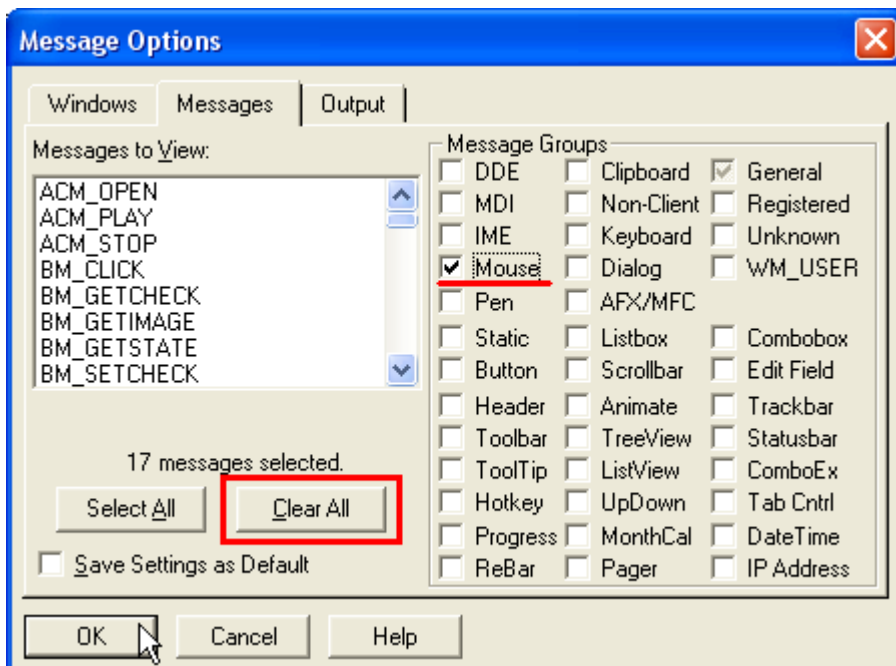 Message Options
Windows Messages Output
Messages to View:
ACM_OPEN
ACM_PLAY
ACM_STOP
BM_CLICK
BM_GETCHECK
BM_GETIMAGE
BM_GETSTATE
BM_SETCHECK
17 messages selected.
Select All Clear All
Save Settings as Default
Message Groups
DDE Clipboard General
MDI Non-Client Registered
IME Keyboard Unknown
Mouse Dialog WM_USER
Pen AFX/MFC
Static Listbox Combobox
Button Scrollbar Edit Field
Header Animate Trackbar
Toolbar TreeView Statusbar
ToolTip ListView ComboEx
Hotkey UpDown Tab Cntrl
Progress MonthCal DateTime
ReBar Pager IP Address
OK Cancel Help